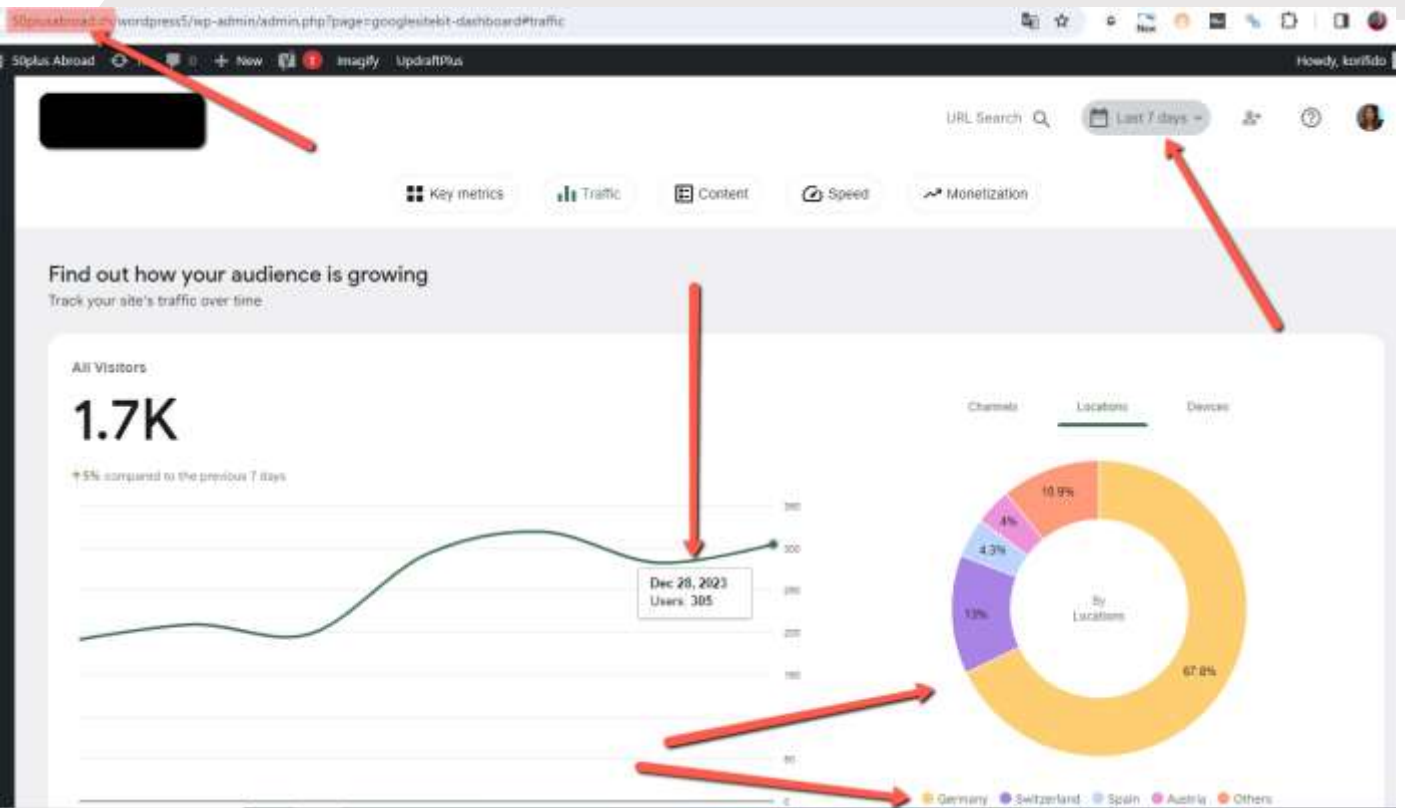 wordpress5/wp-admin/admin.php?page=googlesitekit-dashboard#traffic
New
50plus Abroad
0
+ New
Imagify
UpdraftPlus
Howdy, korifido
URL Search
Last 7 days
Key metrics
Traffic
Content
Speed
Monetization
Find out how your audience is growing
Track your site's traffic over time
All Visitors
1.7K
5% compared to the previous 7 days
Channels
Locations
Devices
300
200
150
50
0
Dec 28, 2023
Users: 305
10.9%
4%
4.3%
13%
67.8%
By
Locations
Germany
Switzerland
Spain
Austria
Others